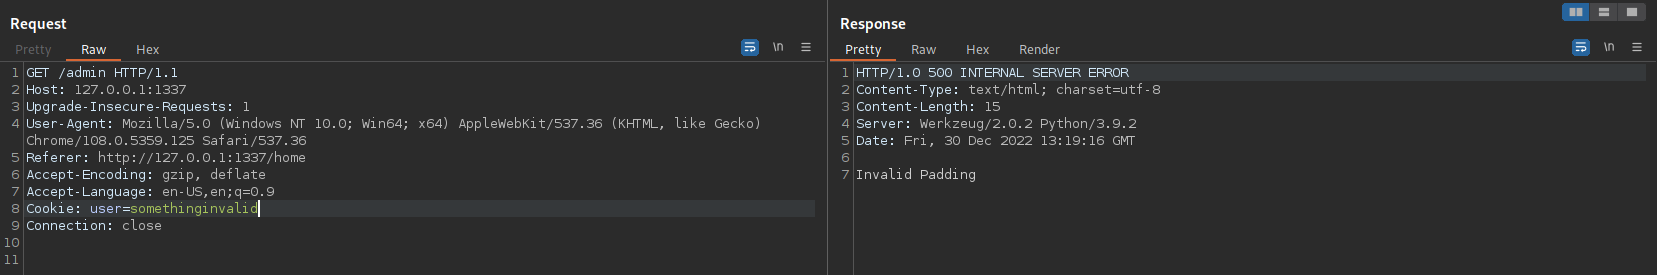 Request
Pretty Raw Hex \n
1 GET /admin HTTP/1.1
2 Host: 127.0.0.1:1337
3 Upgrade-Insecure-Requests: 1
4 User-Agent: Mozilla/5.0 (Windows NT 10.0; Win64; x64) AppleWebKit/537.36 (KHTML, like Gecko)
Chrome/108.0.5359.125 Safari/537.36
5 Referer: http://127.0.0.1:1337/home
6 Accept-Encoding: gzip, deflate
7 Accept-Language: en-US,en;q=0.9
8 Cookie: user=somethinginvalid
9 Connection: close
10
11
Response
Pretty Raw Hex Render \n
1 HTTP/1.0 500 INTERNAL SERVER ERROR
2 Content-Type: text/html; charset=utf-8
3 Content-Length: 15
4 Server: Werkzeug/2.0.2 Python/3.9.2
5 Date: Fri, 30 Dec 2022 13:19:16 GMT
6
7 Invalid Padding